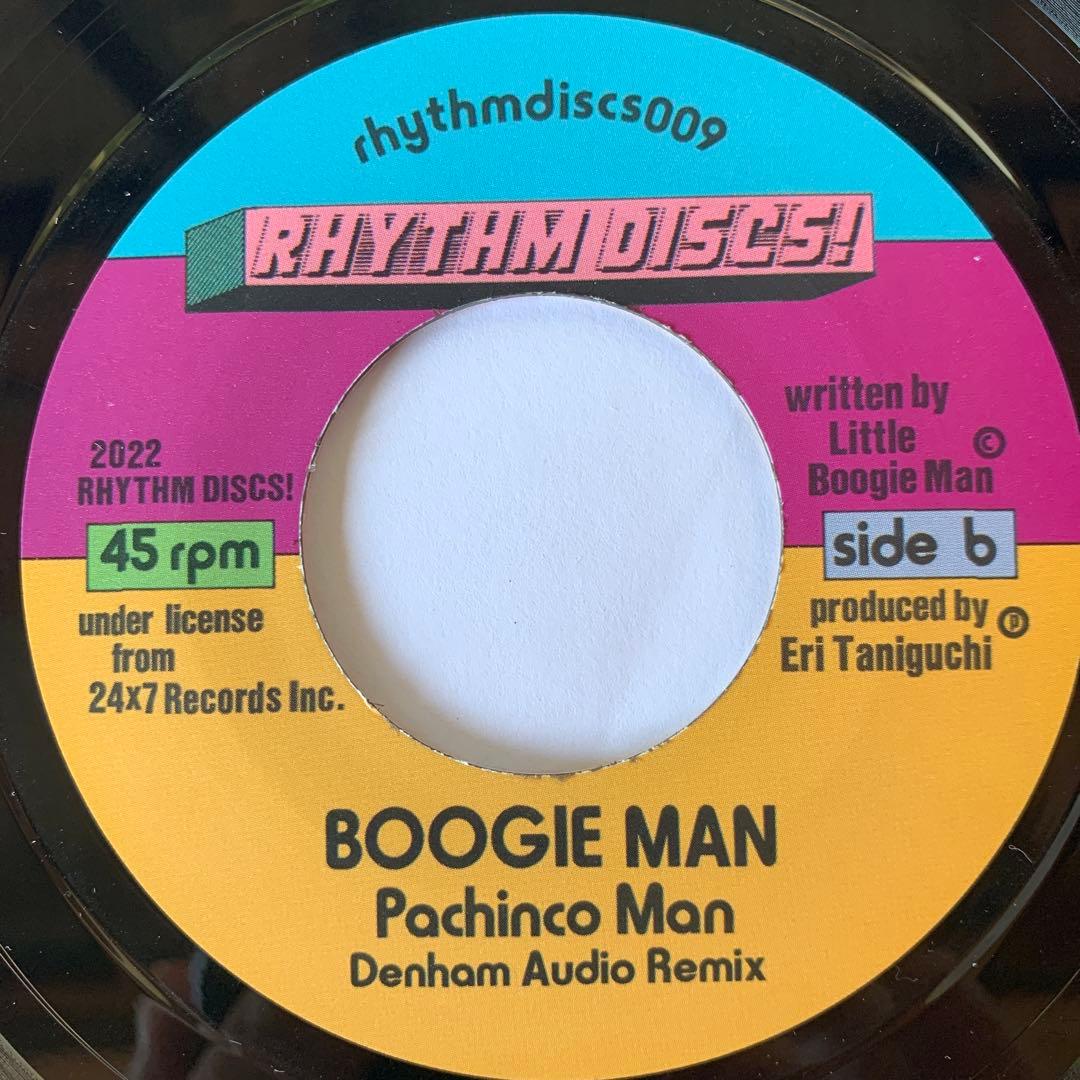 rhythmdiscs009
RHYTHM DISCS!
2022
RHYTHM DISCS!
45 rpm
under license
from
24x7 Records Inc.
written by
Little ©
Boogie Man
side b
produced by ℗
Eri Taniguchi
BOOGIE MAN
Pachinco Man
Denham Audio Remix